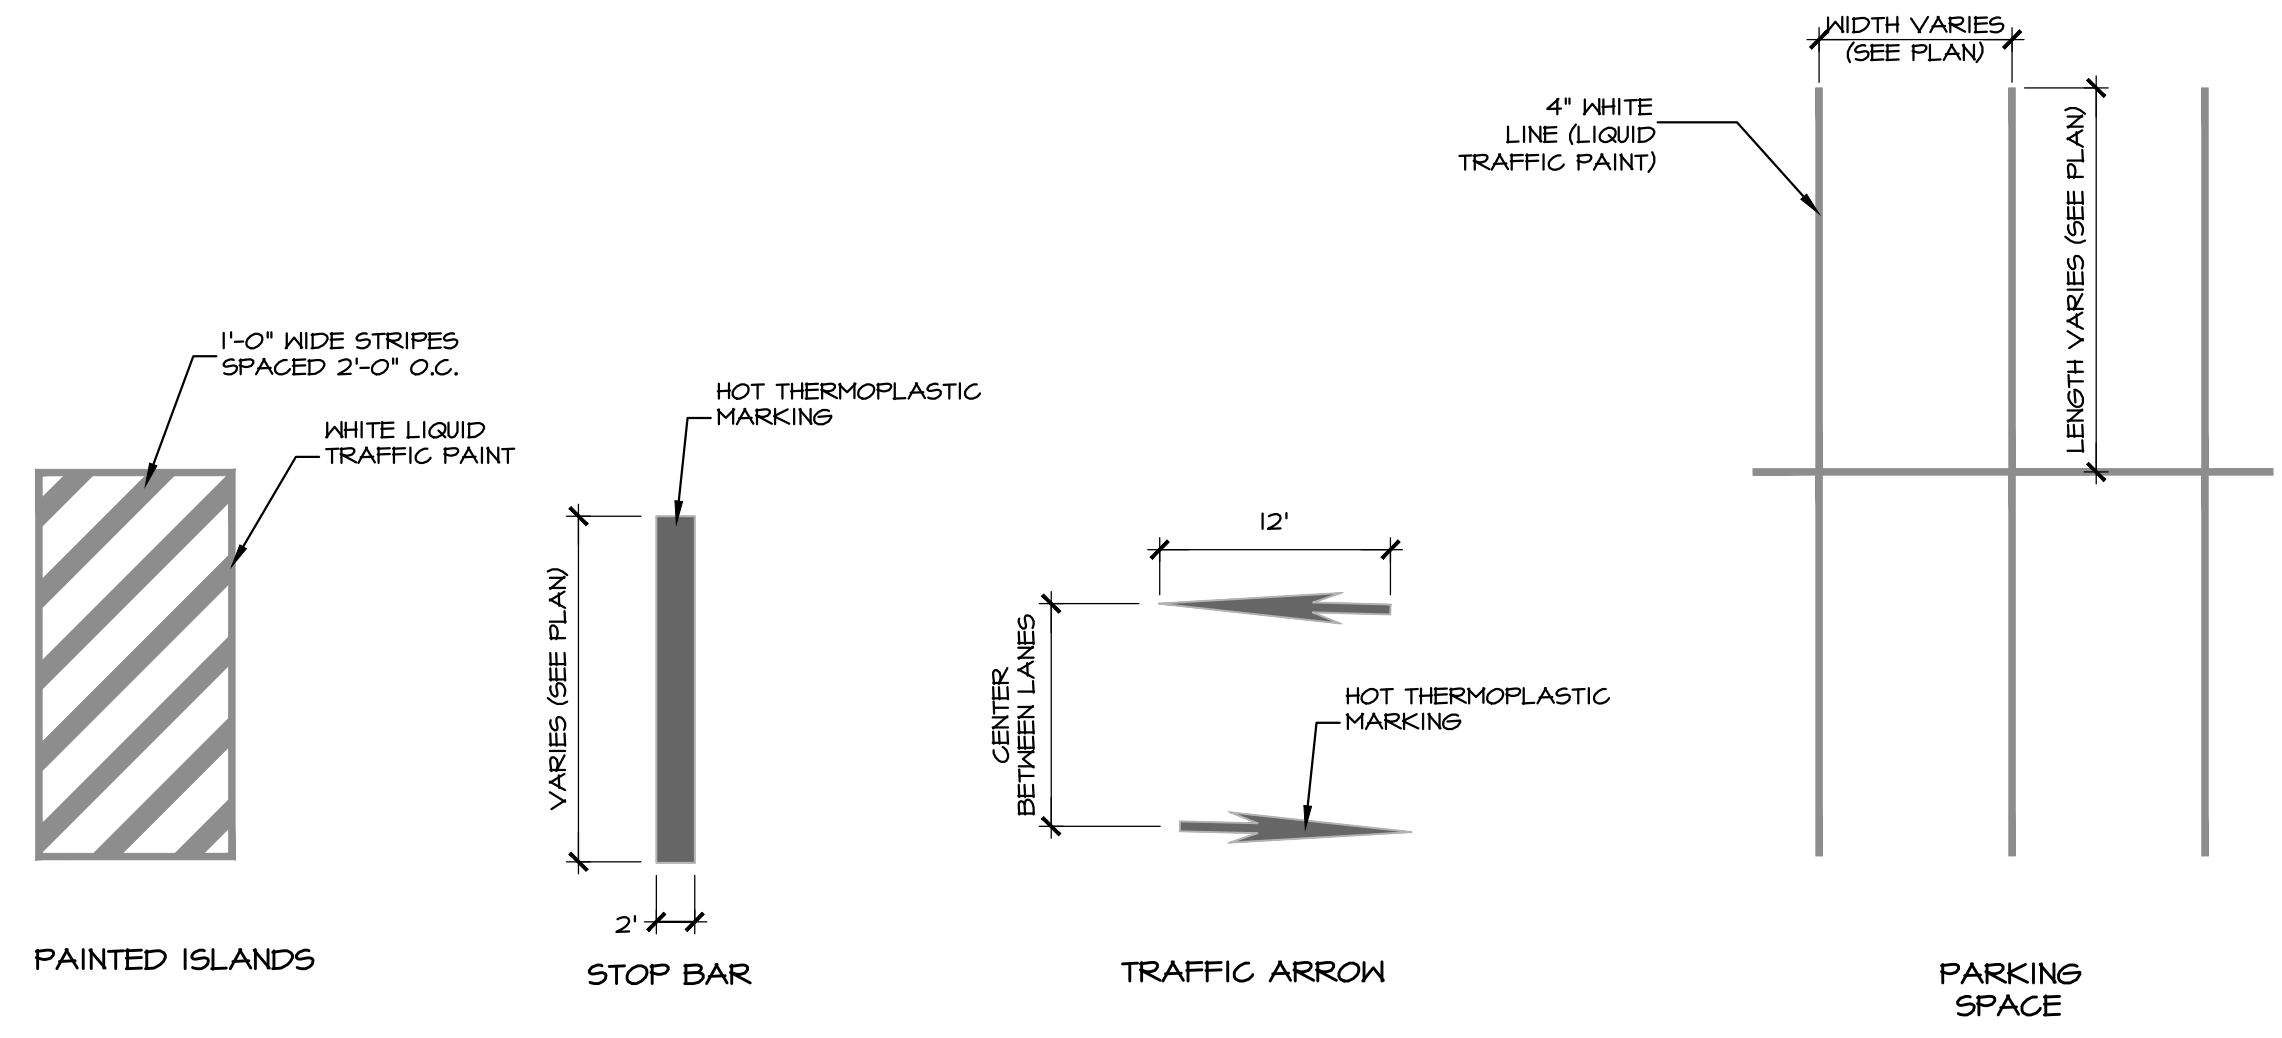 1'-0" WIDE STRIPES
SPACED 2'-0" O.C.
WHITE LIQUID
TRAFFIC PAINT
PAINTED ISLANDS
HOT THERMOPLASTIC
MARKING
VARIES (SEE PLAN)
2'
STOP BAR
12'
CENTER
BETWEEN LANES
HOT THERMOPLASTIC
MARKING
TRAFFIC ARROW
WIDTH VARIES
(SEE PLAN)
4" WHITE
LINE (LIQUID
TRAFFIC PAINT)
LENGTH VARIES (SEE PLAN)
PARKING
SPACE